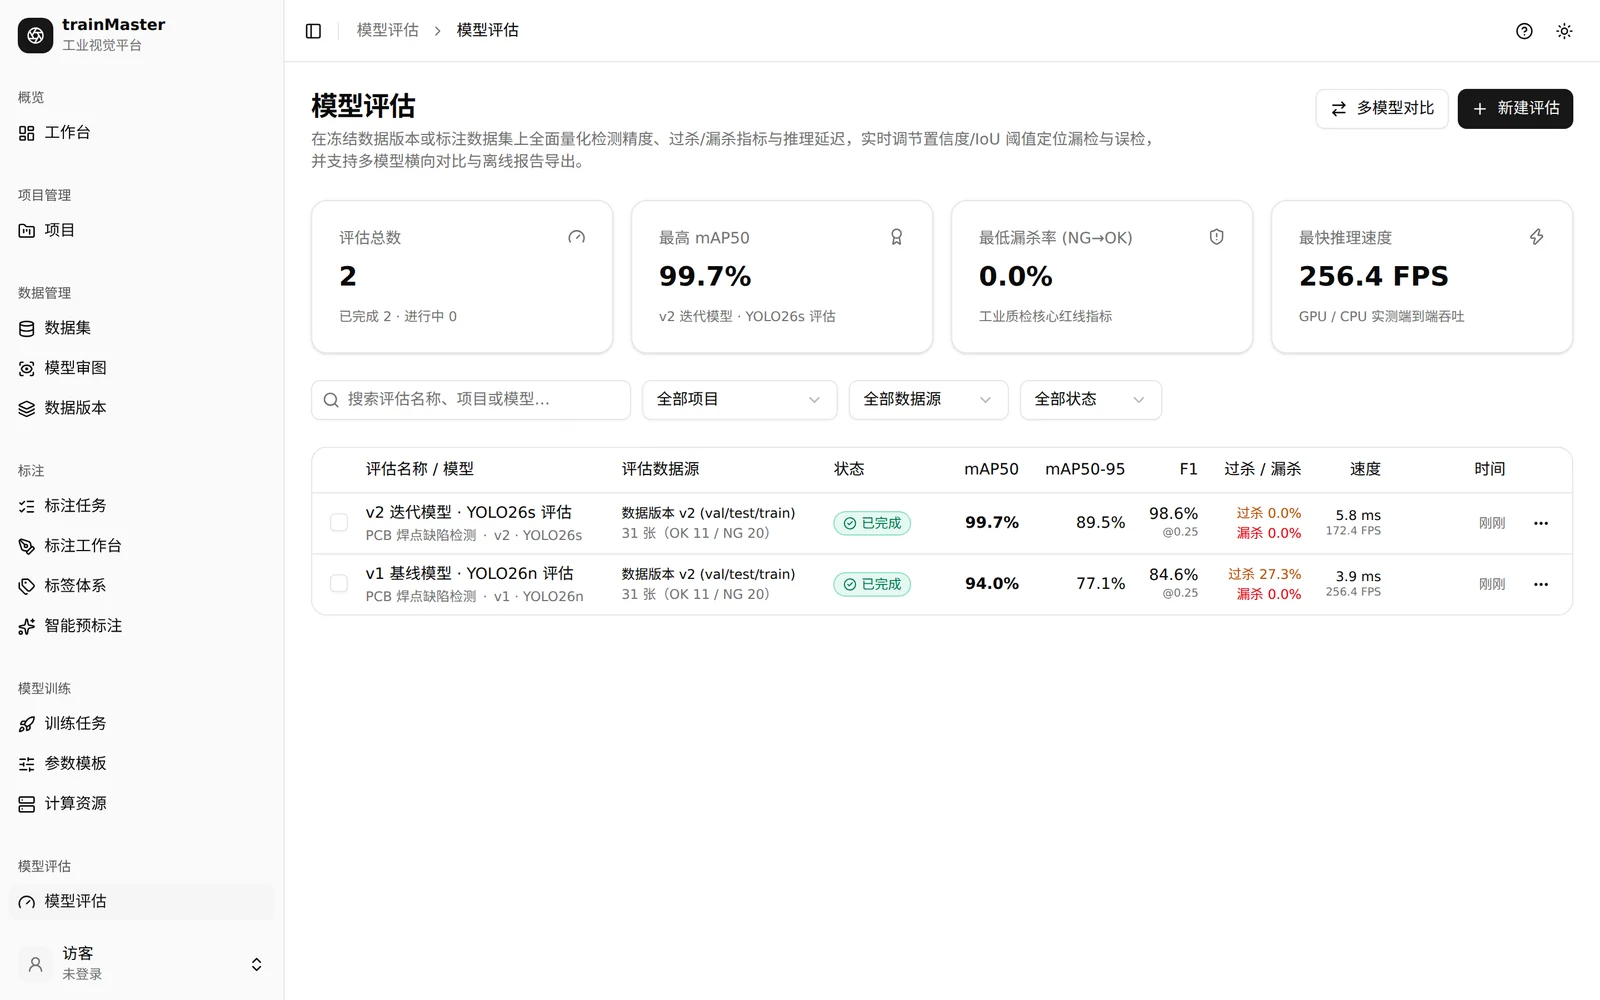 trainMaster
工业视觉平台
概览
工作台
项目管理
项目
数据管理
数据集
模型审图
数据版本
标注
标注任务
标注工作台
标签体系
智能预标注
模型训练
训练任务
参数模板
计算资源
模型评估
模型评估
访客
未登录
模型评估 > 模型评估
模型评估
在冻结数据版本或标注数据集上全面量化检测精度、过杀/漏杀指标与推理延迟，实时调节置信度/IoU 阈值定位漏检与误检，
并支持多模型横向对比与离线报告导出。
多模型对比
新建评估
评估总数
2
已完成 2 · 进行中 0
最高 mAP50
99.7%
v2 迭代模型 · YOLO26s 评估
最低漏杀率 (NG→OK)
0.0%
工业质检核心红线指标
最快推理速度
256.4 FPS
GPU / CPU 实测端到端吞吐
搜索评估名称、项目或模型...
全部项目
全部数据源
全部状态
评估名称 / 模型 评估数据源 状态 mAP50 mAP50-95 F1 过杀 / 漏杀 速度 时间
v2 迭代模型 · YOLO26s 评估
PCB 焊点缺陷检测 · v2 · YOLO26s
数据版本 v2 (val/test/train)
31 张（OK 11 / NG 20）
已完成
99.7%
89.5%
98.6%
@0.25
过杀 0.0%
漏杀 0.0%
5.8 ms
172.4 FPS
刚刚
v1 基线模型 · YOLO26n 评估
PCB 焊点缺陷检测 · v1 · YOLO26n
数据版本 v2 (val/test/train)
31 张（OK 11 / NG 20）
已完成
94.0%
77.1%
84.6%
@0.25
过杀 27.3%
漏杀 0.0%
3.9 ms
256.4 FPS
刚刚